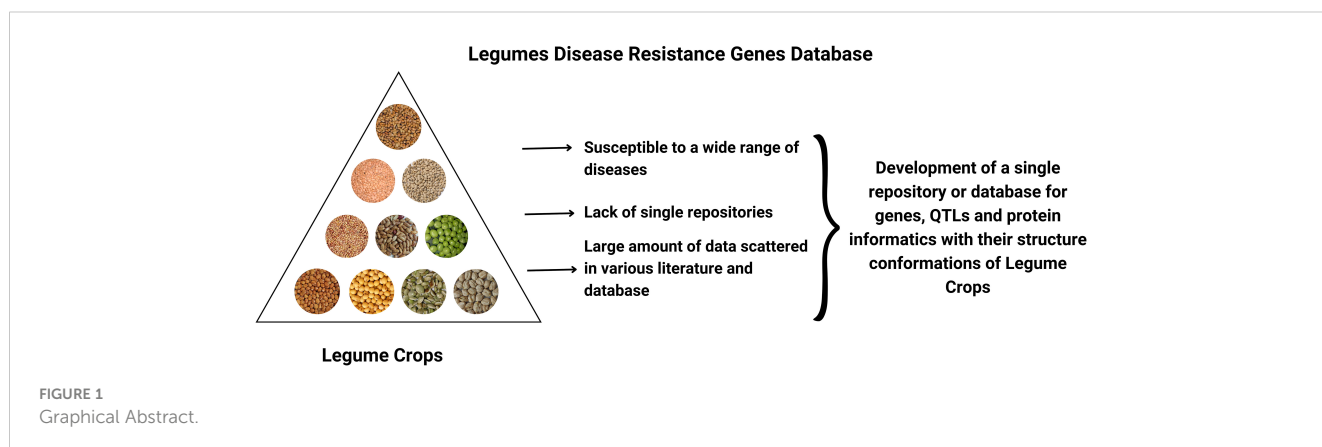 Legumes Disease Resistance Genes Database
Susceptible to a wide range of
diseases
Lack of single repositories
Large amount of data scattered
in various literature and
database
Development of a single
repository or database for
genes, QTLs and protein
informatics with their structure
conformations of Legume
Crops
Legume Crops
FIGURE 1
Graphical Abstract.